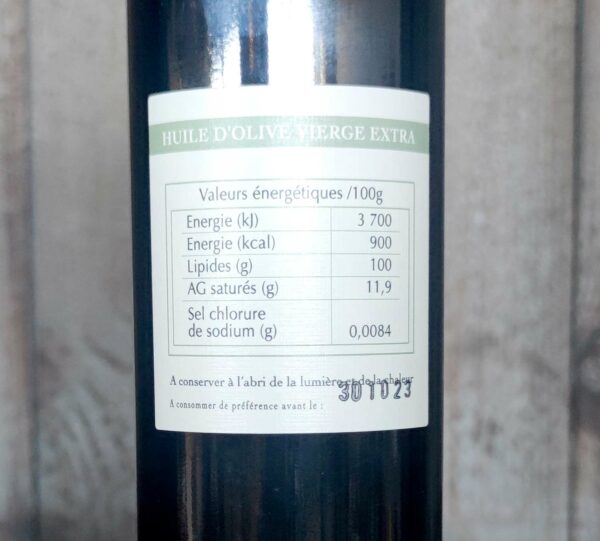 HUILE D'OLIVE VIERGE EXTRA
Valeurs énergétiques /100g
Energie (kJ) 3 700
Energie (kcal) 900
Lipides (g) 100
AG saturés (g) 11,9
Sel chlorure
de sodium (g) 0,0084
A conserver à l'abri de la lumière et de la chaleur
A consommer de préférence avant le : 301023